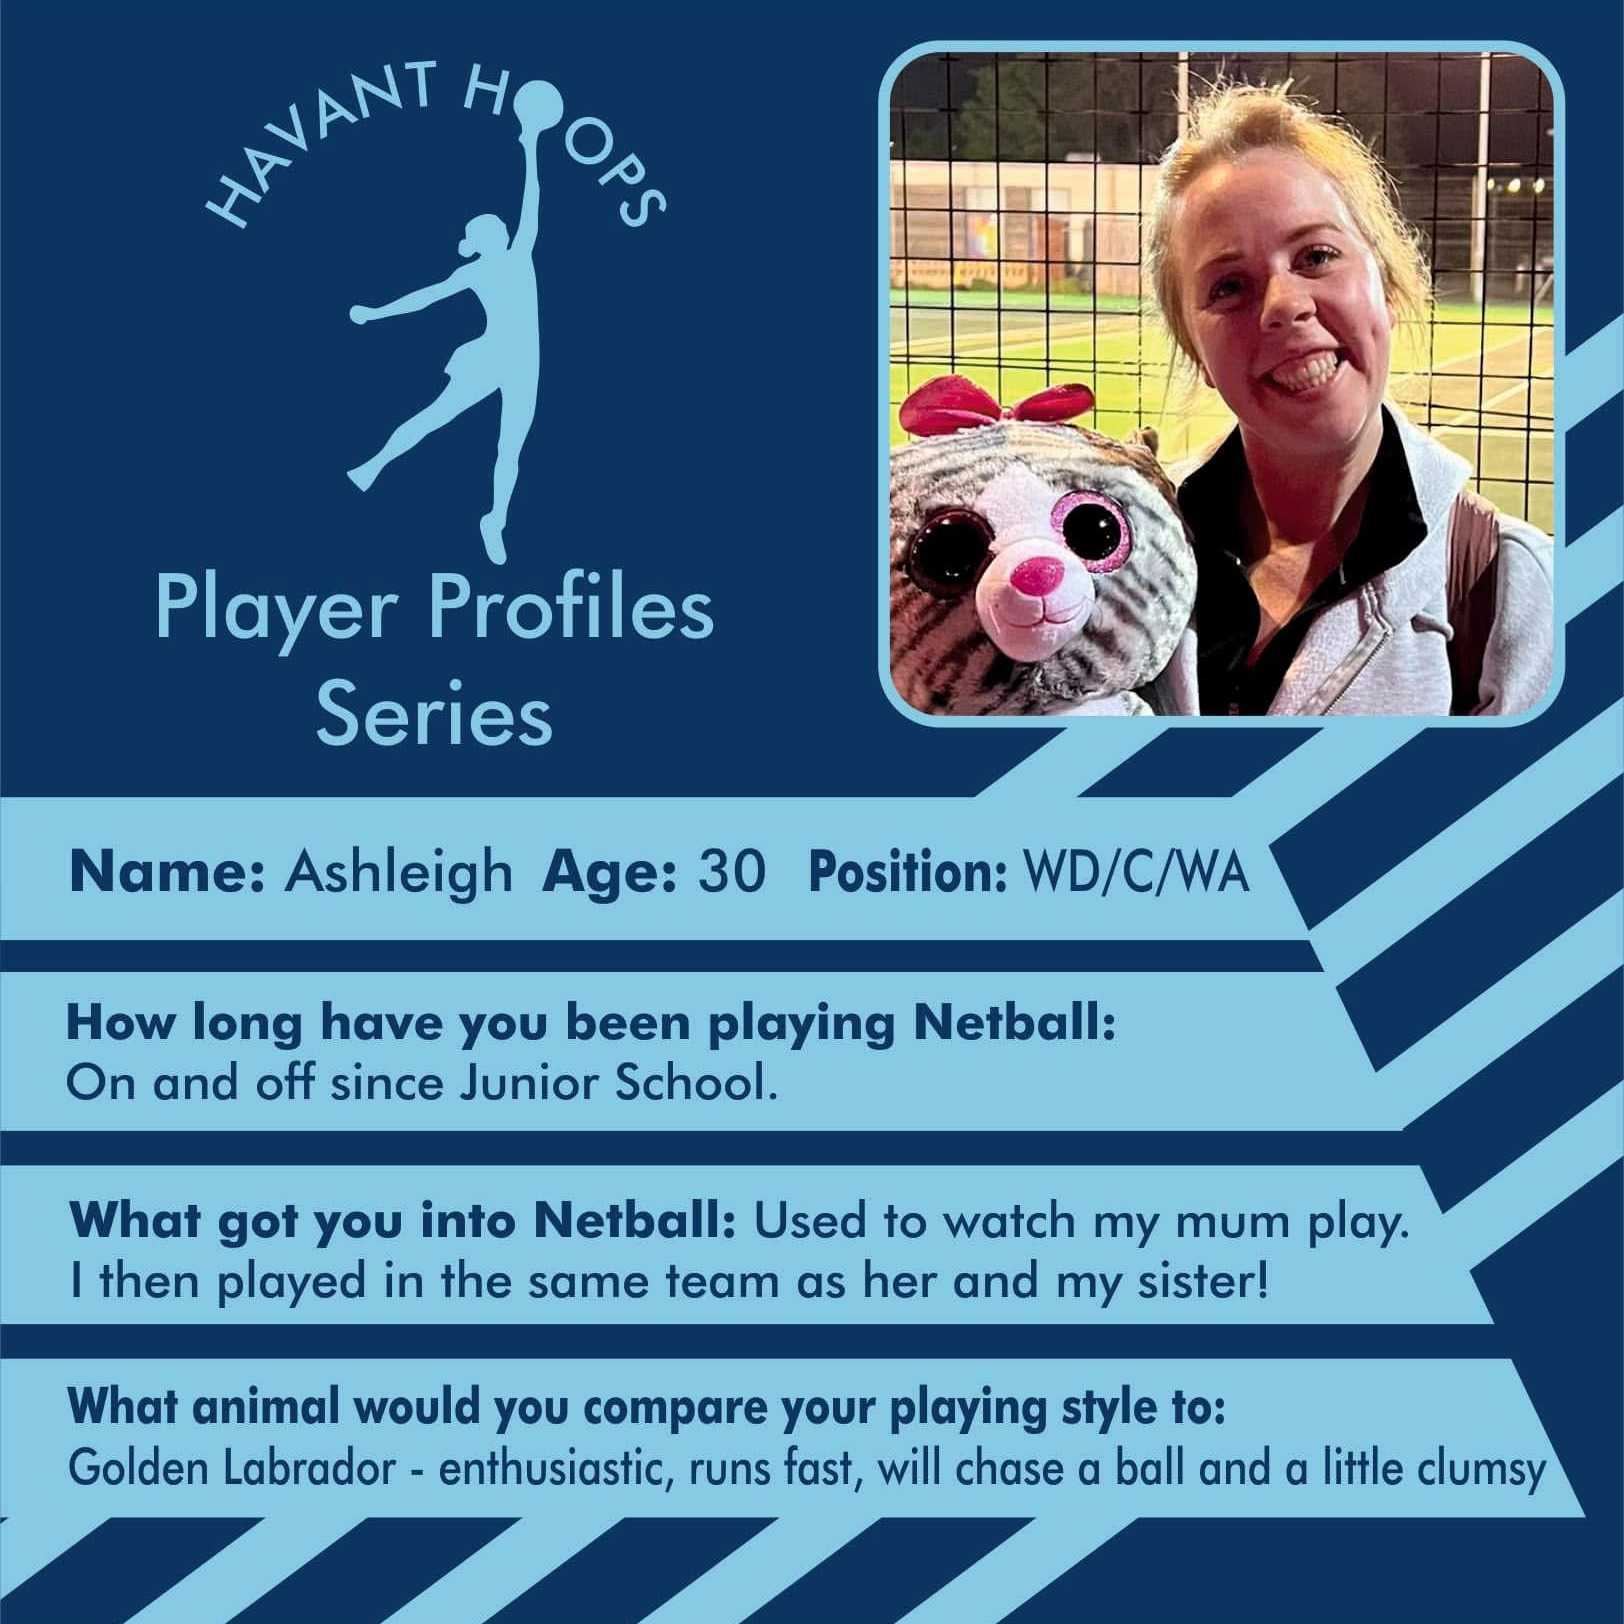 HAVANT HOOPS
Player Profiles
Series
Name: Ashleigh Age: 30 Position: WD/C/WA
How long have you been playing Netball:
On and off since Junior School.
What got you into Netball: Used to watch my mum play.
I then played in the same team as her and my sister!
What animal would you compare your playing style to:
Golden Labrador - enthusiastic, runs fast, will chase a ball and a little clumsy